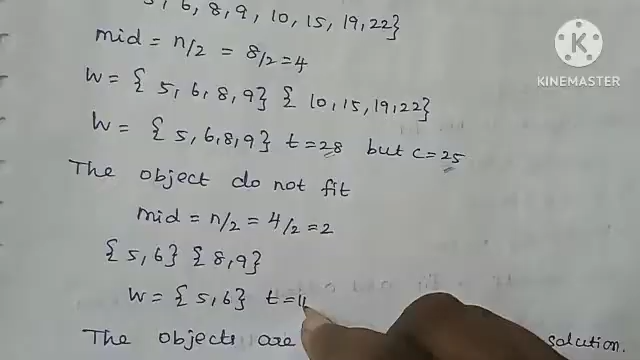 5, 6, 8, 9, 10, 15, 19, 22}
mid = n/2 = 8/2 = 4
W = { 5, 6, 8, 9} { 10, 15, 19, 22}
W = { 5, 6, 8, 9} t = 28 but c = 25
The object do not fit
mid = n/2 = 4/2 = 2
{ 5, 6} { 8, 9}
W = { 5, 6} t = 11
The objects are solution.
KINEMASTER